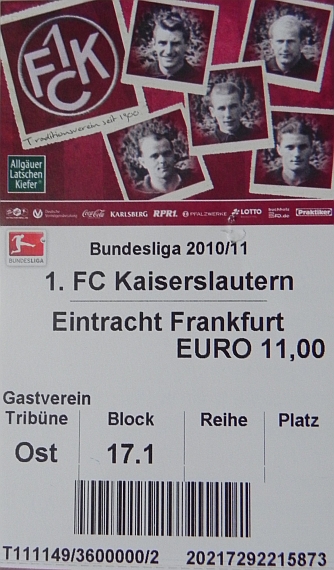 1
F K
C
Traditionsverein seit 1900
Allgäuer
Latschen
Kiefer
Coca-Cola KARLSBERG RPR1. PFALZWERKE LOTTO Praktiker
BUNDESLIGA
Bundesliga 2010/11
1. FC Kaiserslautern
Eintracht Frankfurt
EURO 11,00
Gastverein
Tribüne Block Reihe Platz
Ost 17.1
T111149/3600000/2 20217292215873